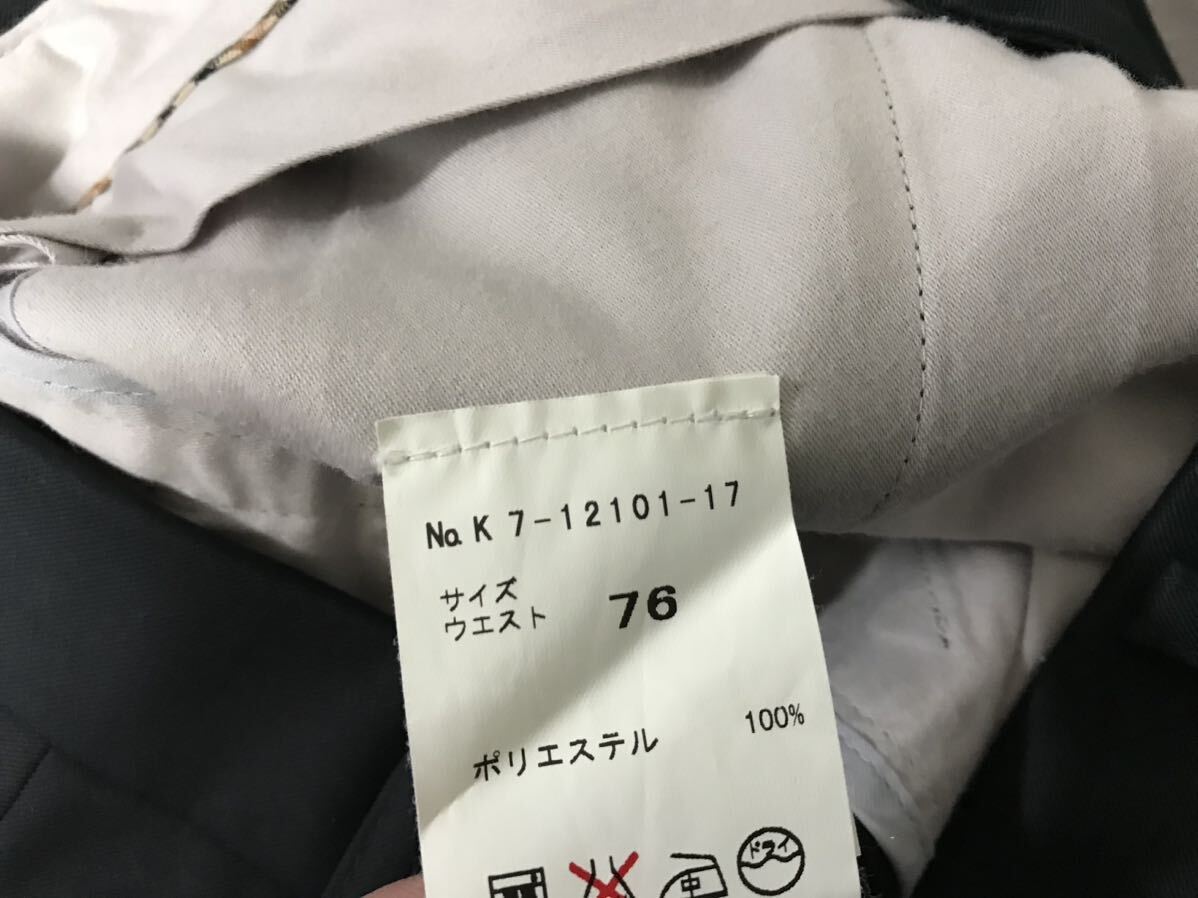 No. K 7-12101-17
サイズ
ウエスト 76
ポリエステル 100%
中 ドライ